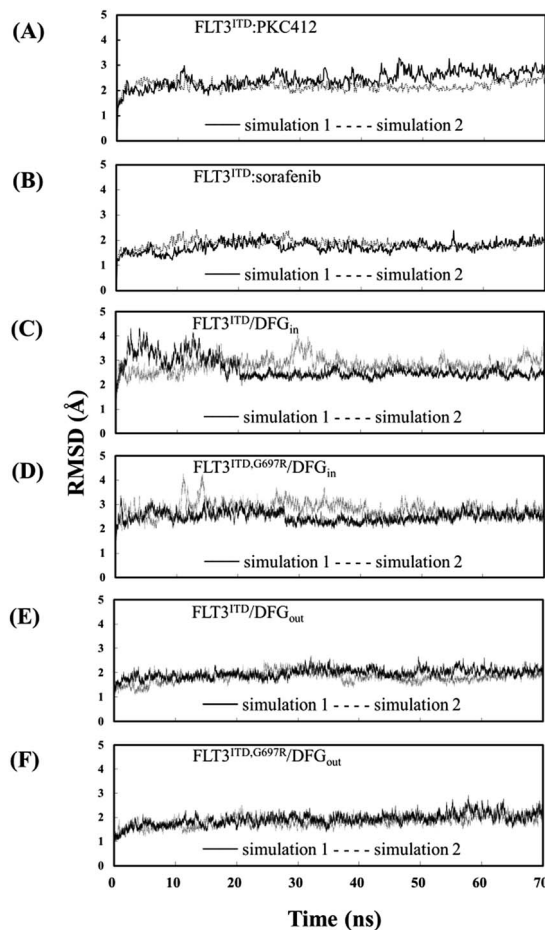 (A)
FLT3ITD:PKC412
5
4
3
2
1
0
simulation 1 simulation 2
(B)
FLT3ITD:sorafenib
5
4
3
2
1
0
simulation 1 simulation 2
(C)
FLT3ITD/DFGin
5
4
3
2
1
0
simulation 1 simulation 2
RMSD (Å)
(D)
FLT3ITD,G697R/DFGin
5
4
3
2
1
0
simulation 1 simulation 2
(E)
FLT3ITD/DFGout
5
4
3
2
1
0
simulation 1 simulation 2
(F)
FLT3ITD,G697R/DFGout
5
4
3
2
1
0
simulation 1 simulation 2
0 10 20 30 40 50 60 70
Time (ns)